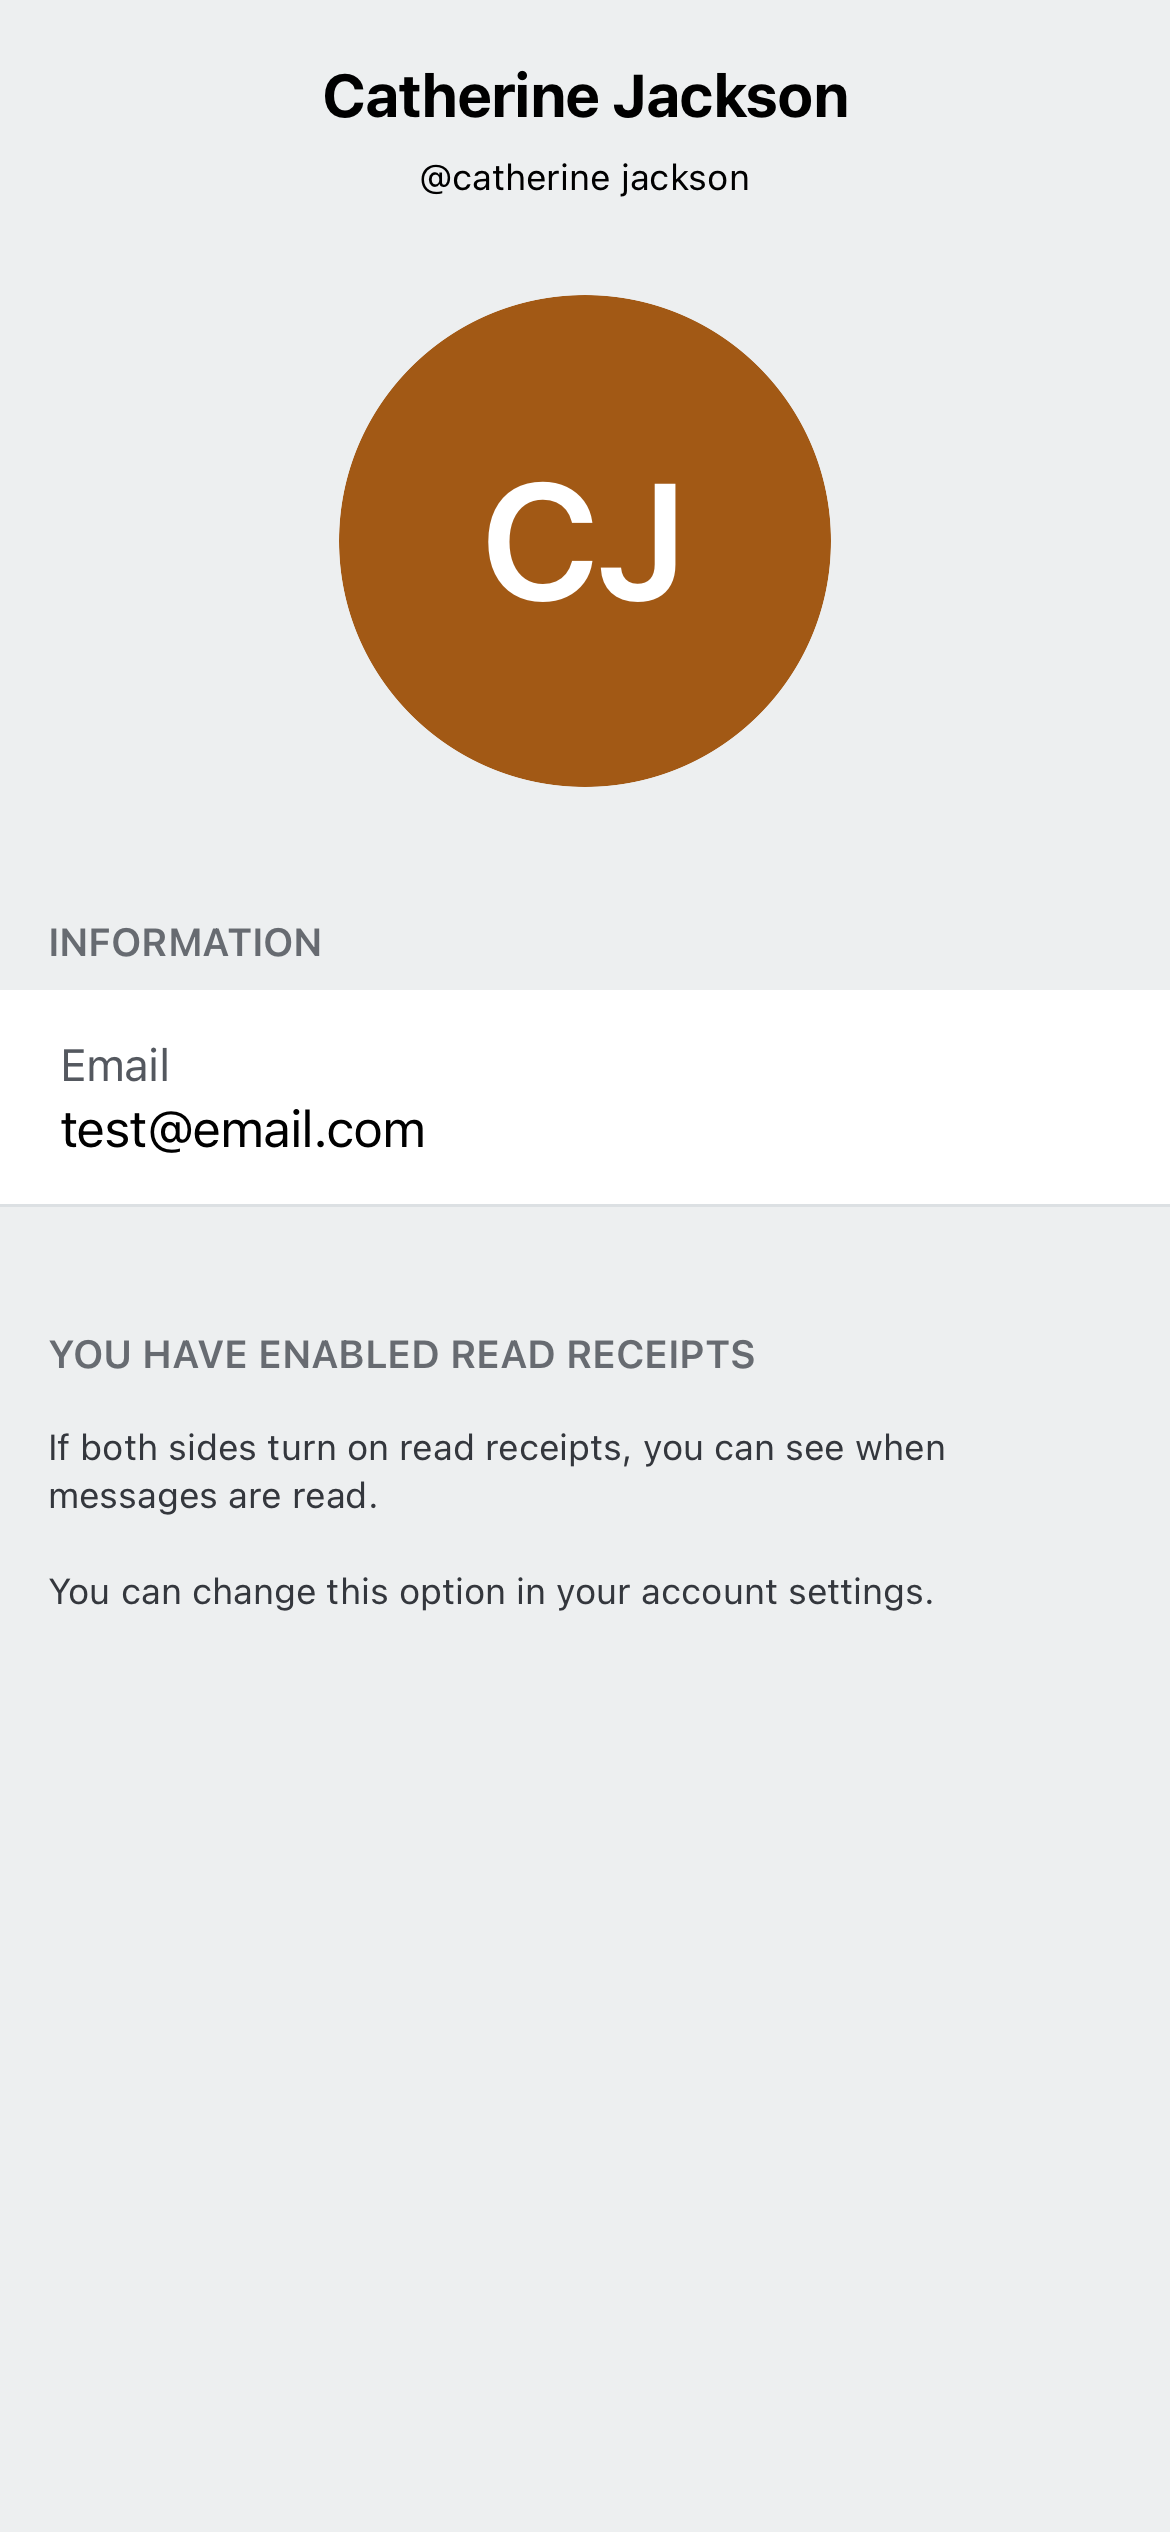 Catherine Jackson
@catherine jackson
CJ
INFORMATION
Email
test@email.com
YOU HAVE ENABLED READ RECEIPTS
If both sides turn on read receipts, you can see when
messages are read.
You can change this option in your account settings.